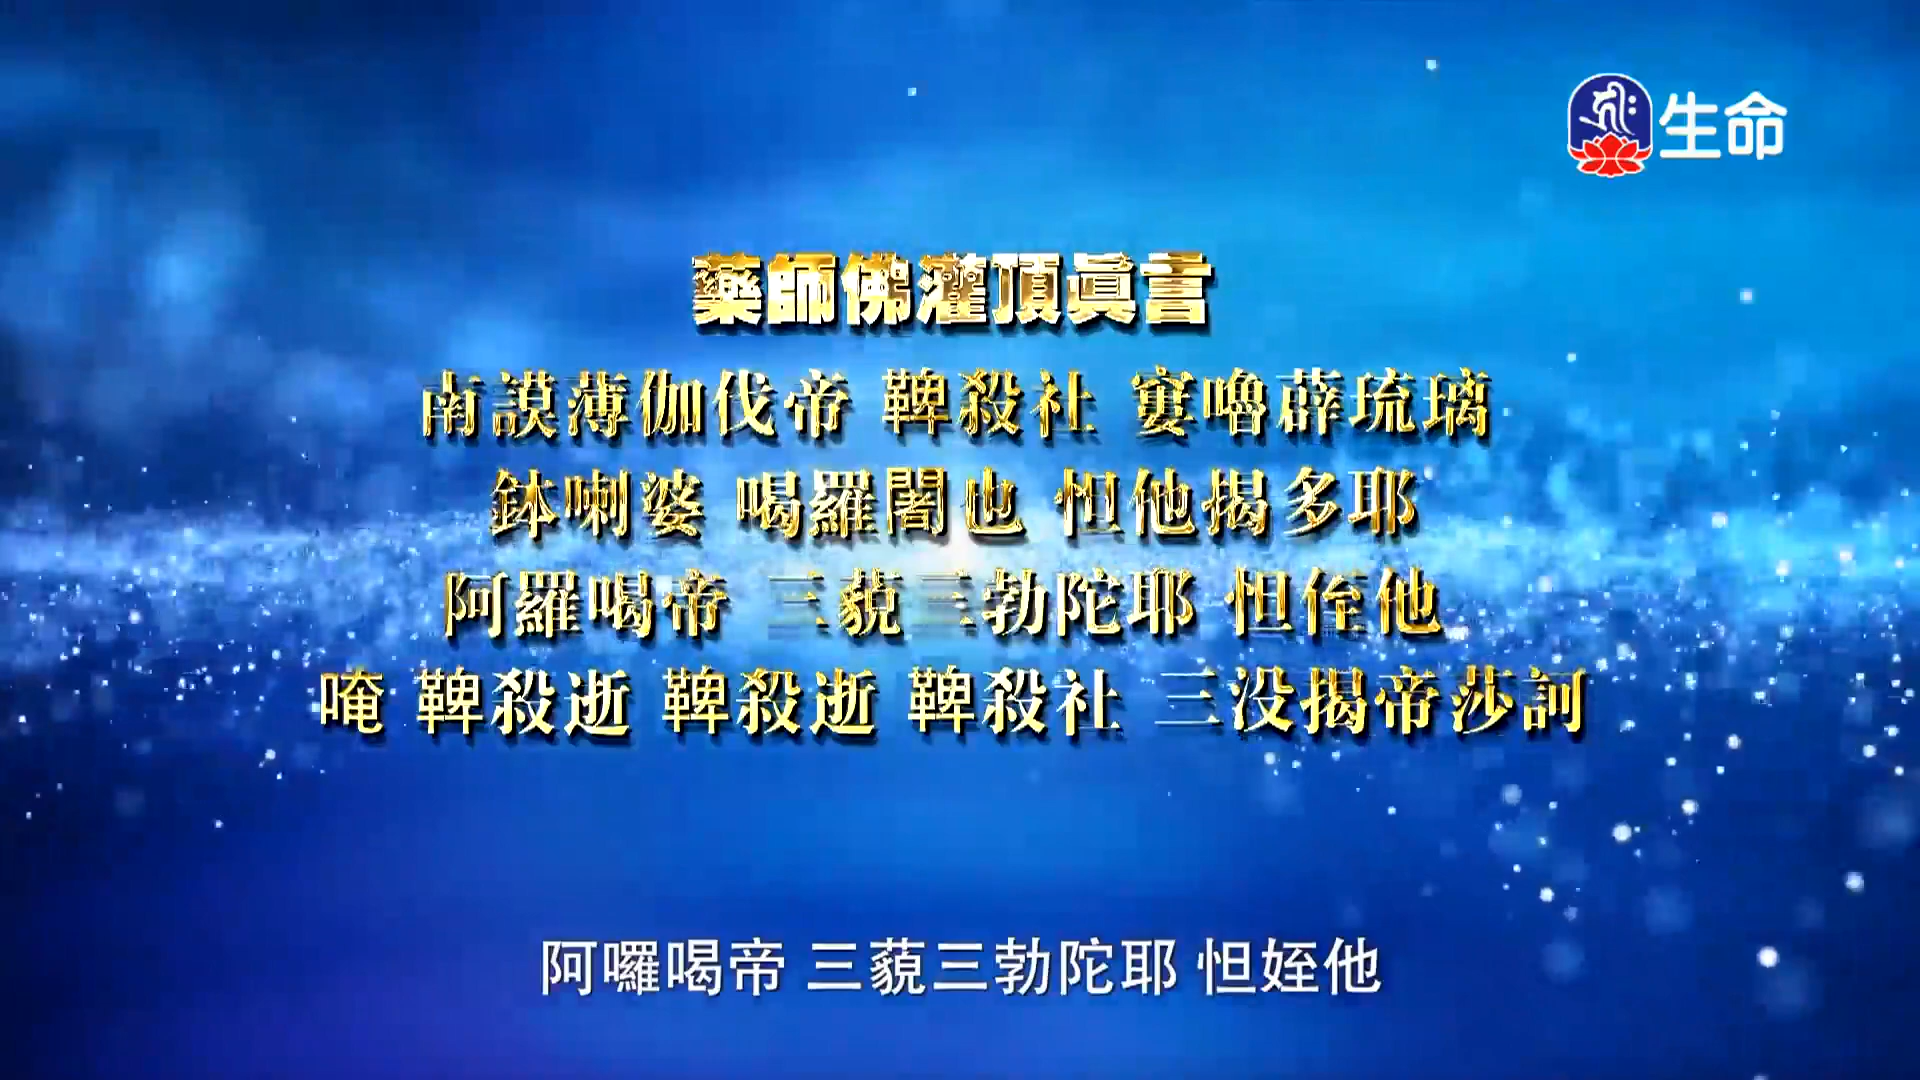 生命
藥師佛灌頂眞言
南謨薄伽伐帝 鞞殺社 窶嚕薜琉璃
鉢喇婆 喝羅闍也 怛他揭多耶
阿羅喝帝 三藐三勃陀耶 怛侄他
唵 鞞殺逝 鞞殺逝 鞞殺社 三没揭帝莎訶
阿囉喝帝 三藐三勃陀耶 怛姪他